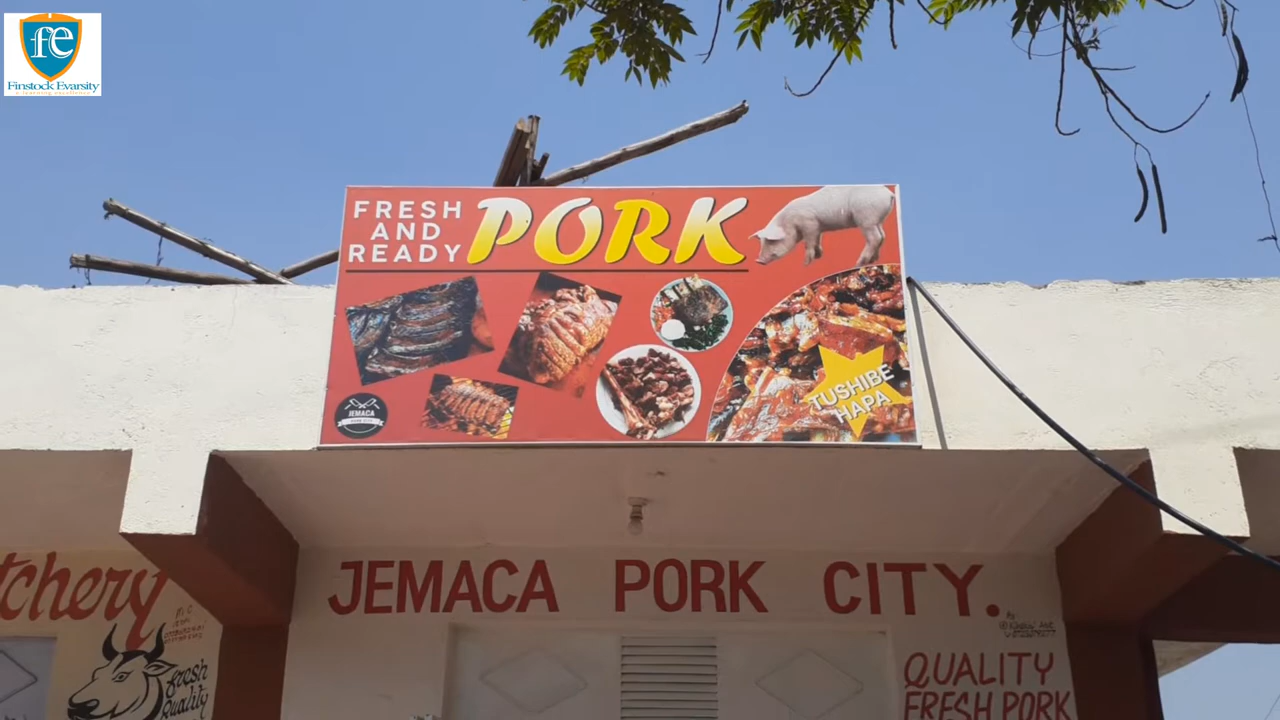 fe
Finstock Evarsity
FRESH
AND
READY
PORK
JEMACA
TUSHIBE
HAPA
JEMACA PORK CITY.
tchery
fresh
quality
QUALITY
FRESH PORK